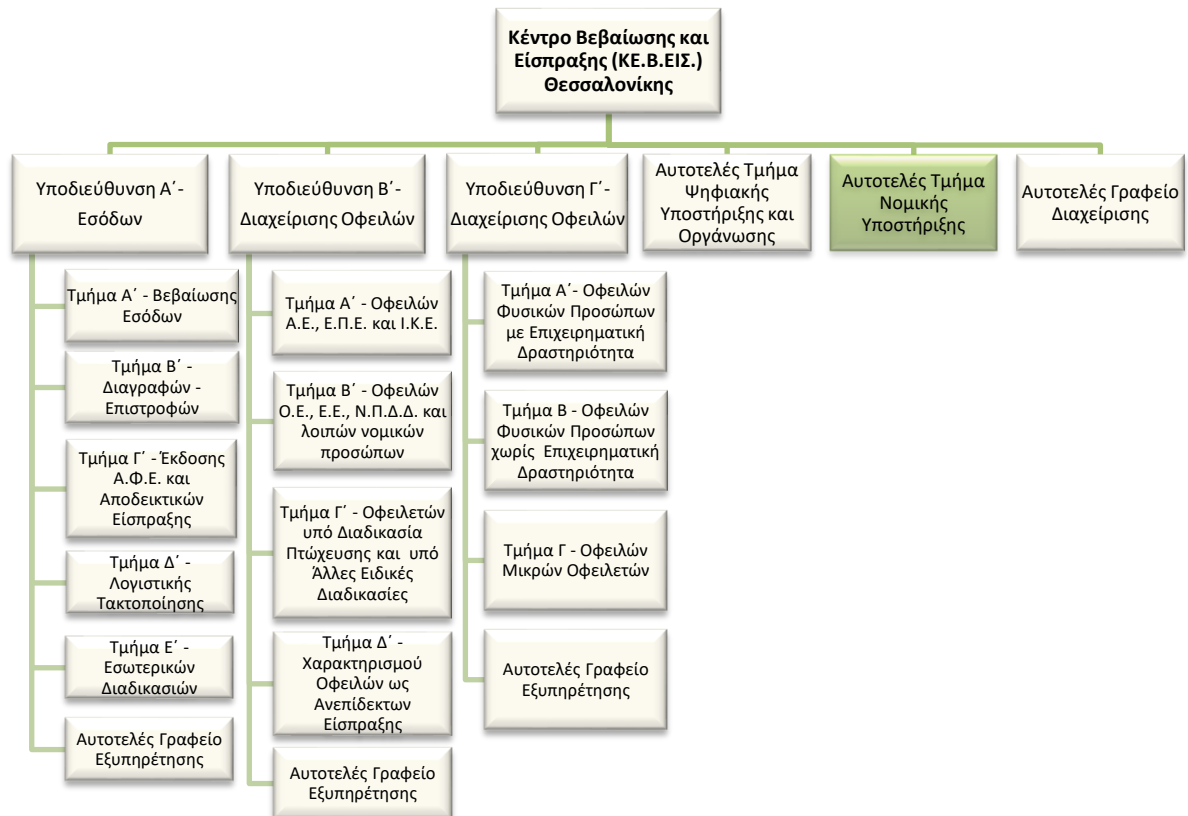 Κέντρο Βεβαίωσης και
Είσπραξης (ΚΕ.Β.ΕΙΣ.)
Θεσσαλονίκης
Υποδιεύθυνση Α΄-
Εσόδων
Υποδιεύθυνση Β΄-
Διαχείρισης Οφειλών
Υποδιεύθυνση Γ΄-
Διαχείρισης Οφειλών
Αυτοτελές Τμήμα
Ψηφιακής
Υποστήριξης και
Οργάνωσης
Αυτοτελές Τμήμα
Νομικής
Υποστήριξης
Αυτοτελές Γραφείο
Διαχείρισης
Τμήμα Α΄ - Βεβαίωσης
Εσόδων
Τμήμα Β΄ -
Διαγραφών -
Επιστροφών
Τμήμα Γ΄ - Έκδοσης
Α.Φ.Ε. και
Αποδεικτικών
Είσπραξης
Τμήμα Δ΄ -
Λογιστικής
Τακτοποίησης
Τμήμα Ε΄ -
Εσωτερικών
Διαδικασιών
Αυτοτελές Γραφείο
Εξυπηρέτησης
Τμήμα Α΄ - Οφειλών
Α.Ε., Ε.Π.Ε. και Ι.Κ.Ε.
Τμήμα Β΄ - Οφειλών
Ο.Ε., Ε.Ε., Ν.Π.Δ.Δ. και
λοιπών νομικών
προσώπων
Τμήμα Γ΄ - Οφειλετών
υπό Διαδικασία
Πτώχευσης και υπό
Άλλες Ειδικές
Διαδικασίες
Τμήμα Δ΄ -
Χαρακτηρισμού
Οφειλών ως
Ανεπίδεκτων
Είσπραξης
Αυτοτελές Γραφείο
Εξυπηρέτησης
Τμήμα Α΄- Οφειλών
Φυσικών Προσώπων
με Επιχειρηματική
Δραστηριότητα
Τμήμα Β - Οφειλών
Φυσικών Προσώπων
χωρίς Επιχειρηματική
Δραστηριότητα
Τμήμα Γ - Οφειλών
Μικρών Οφειλετών
Αυτοτελές Γραφείο
Εξυπηρέτησης